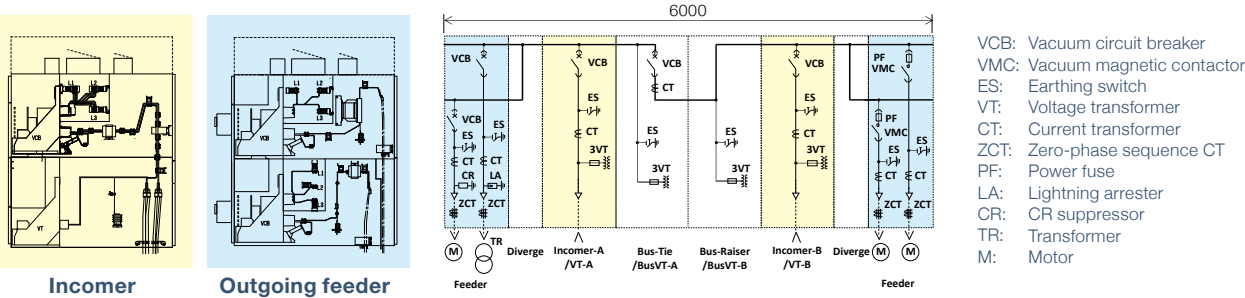 L1
L2
L3
VCB
VT
Incomer
VCB
L1
L2
L3
VCB
Outgoing feeder
6000
VCB
VCB
VCB
CT
VCB
PF
VMC
VCB
ES
CT
CR
LA
ZCT
ZCT
ES
CT
3VT
ES
3VT
ES
3VT
ES
CT
3VT
PF
VMC
ES
ES
CT
CT
ZCT
ZCT
M
TR
Feeder
Diverge
Incomer-A
/VT-A
Bus-Tie
/BusVT-A
Bus-Raiser
/BusVT-B
Incomer-B
/VT-B
Diverge
M
M
Feeder
VCB: Vacuum circuit breaker
VMC: Vacuum magnetic contactor
ES: Earthing switch
VT: Voltage transformer
CT: Current transformer
ZCT: Zero-phase sequence CT
PF: Power fuse
LA: Lightning arrester
CR: CR suppressor
TR: Transformer
M: Motor